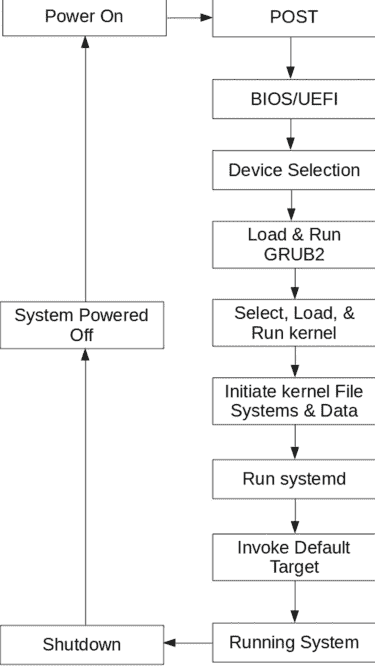 Power On
POST
BIOS/UEFI
Device Selection
Load & Run
GRUB2
Select, Load, &
Run kernel
System Powered
Off
Initiate kernel File
Systems & Data
Run systemd
Invoke Default
Target
Running System
Shutdown